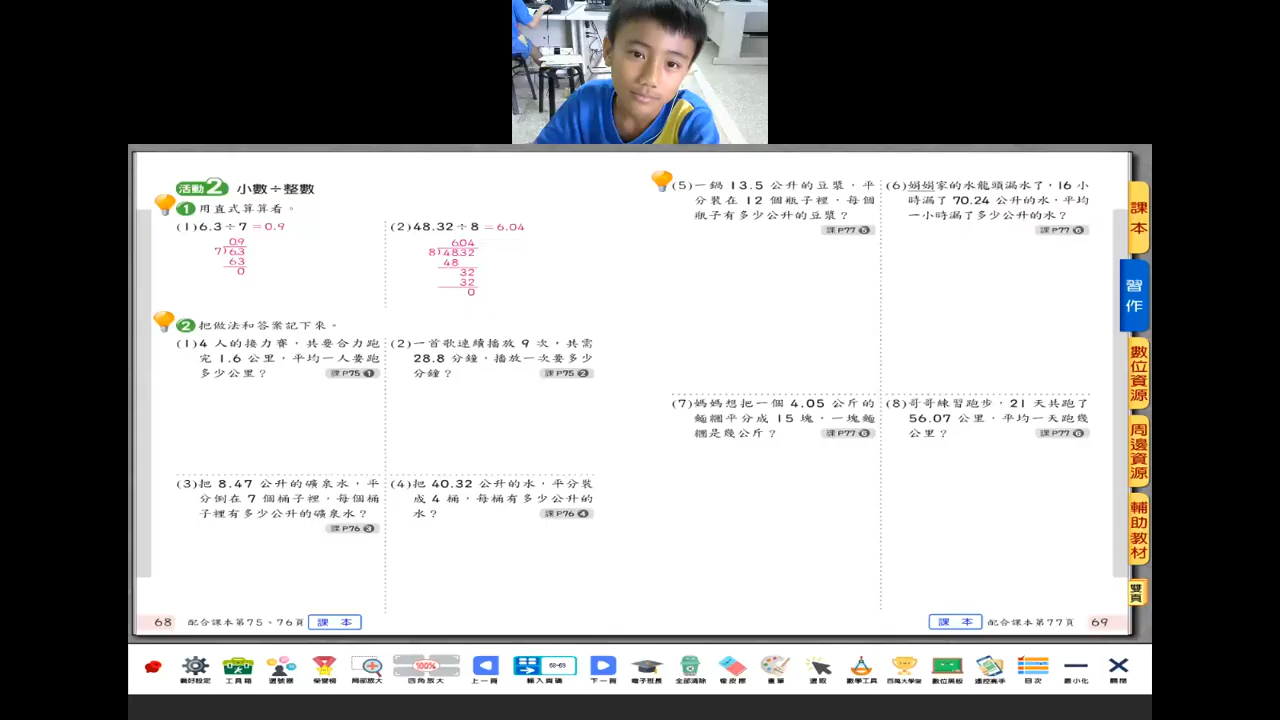 活動2 小數÷整數
1 用直式算算看。
(1)6.3÷7 =0.9
0.9
7)6.3
63
0
(2)48.32÷8 =6.04
6.04
8)48.32
48
32
32
0
2 把做法和答案記下來。
(1)4 人的接力賽，共要合力跑
完 1.6 公里，平均一人要跑
多少公里？
課P75 1
(2)一首歌連續播放 9 次，共需
28.8 分鐘，播放一次要多少
分鐘？
課P75 2
(3)把 8.47 公升的礦泉水，平
分倒在 7 個桶子裡，每個桶
子裡有多少公升的礦泉水？
課P76 3
(4)把 40.32 公升的水，平分裝
成 4 桶，每桶有多少公升的
水？
課P76 4
68 配合課本第75、76頁 課 本
(5)一鍋 13.5 公升的豆漿，平
分裝在 12 個瓶子裡，每個
瓶子有多少公升的豆漿？
課P77 5
(6)娟娟家的水龍頭漏水了，16 小
時漏了 70.24 公升的水，平均
一小時漏了多少公升的水？
課P77 6
(7)媽媽想把一個 4.05 公斤的
麵糰平分成 15 塊，一塊麵
糰是幾公斤？
課P77 6
(8)哥哥練習跑步，21 天共跑了
56.07 公里，平均一天跑幾
公里？
課P77 6
課 本 配合課本第77頁 69
課本
習作
數位資源
周邊資源
輔助教材
雙頁
100%
68-69
偏好設定
工具箱
選號器
榮譽榜
局部放大
四角放大
上一頁
輸入頁碼
下一頁
電子班長
全部清除
橡皮擦
畫筆
選取
數學工具
百萬大學堂
數位黑板
遙控高手
目次
最小化
關閉